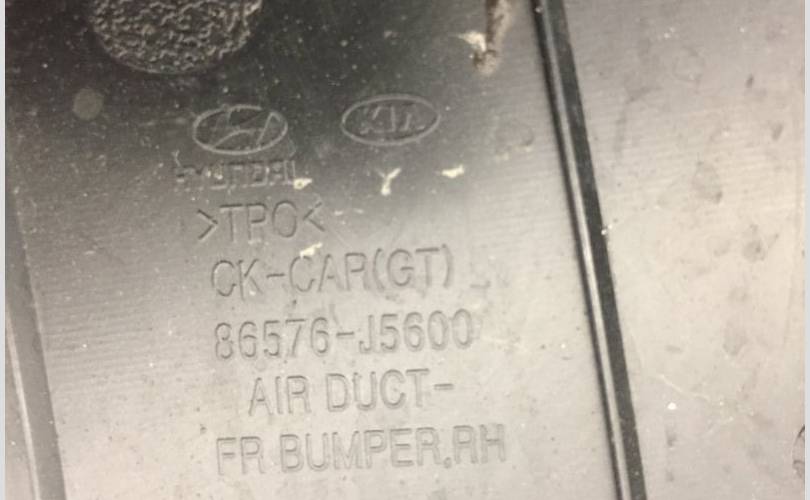 KIA
HYUNDAI
>TPO<
CK-CAR(GT)
86576-J5600
AIR DUCT-
FR BUMPER,RH